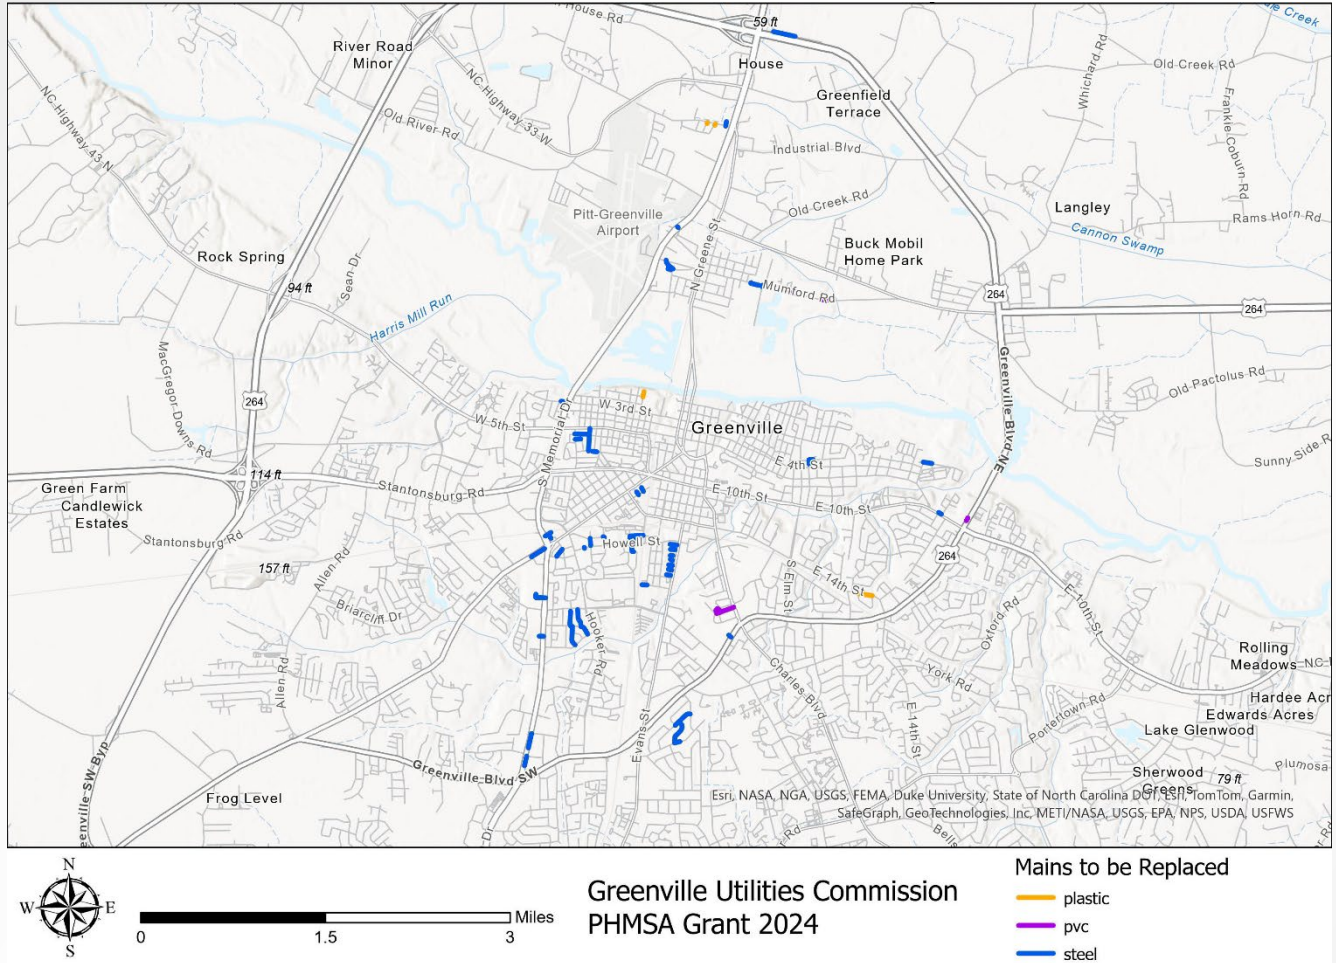 House Rd
59 ft
Creek
River Road
Minor
House
Old Creek Rd
Whichard Rd
Frankie Coburn Rd
NC Highway 43 N
NC Highway 33 W
Old River Rd
Greenfield
Terrace
Industrial Blvd
Pitt-Greenville
Airport
Old Creek Rd
Langley
Rams Horn Rd
Cannon Swamp
Rock Spring
Sean Dr
94 ft
N Greene St
Buck Mobil
Home Park
Mumford Rd
264
264
Harris Mill Run
MacGregor Downs Rd
264
Greenville Blvd NE
Old Pactolus Rd
W 3rd St
W 5th St
S Memorial Dr
Greenville
E 4th St
Sunny Side R
114 ft
Green Farm
Candlewick
Estates
Stantonsburg Rd
E 10th St
E 10th St
Stantonsburg Rd
Howell St
264
157 ft
Allen Rd
Briarcliff Dr
S Elm St
E 14th St
Oxford Rd
E 10th St
Hooker Rd
Rolling
Meadows
NC
Allen Rd
Charles Blvd
York Rd
E 14th St
Portertown Rd
Hardee Acr
Edwards Acres
Lake Glenwood
Evans St
Greenville Blvd SW
eenville SW Byp
Sherwood
Greens
79 ft
Plumosa
Frog Level
Dr
er Rd
Bells
Esri, NASA, NGA, USGS, FEMA, Duke University, State of North Carolina DOT, Esri, TomTom, Garmin,
SafeGraph, GeoTechnologies, Inc, METI/NASA, USGS, EPA, NPS, USDA, USFWS
N
W
E
S
0
1.5
3
Miles
Greenville Utilities Commission
PHMSA Grant 2024
Mains to be Replaced
plastic
pvc
steel